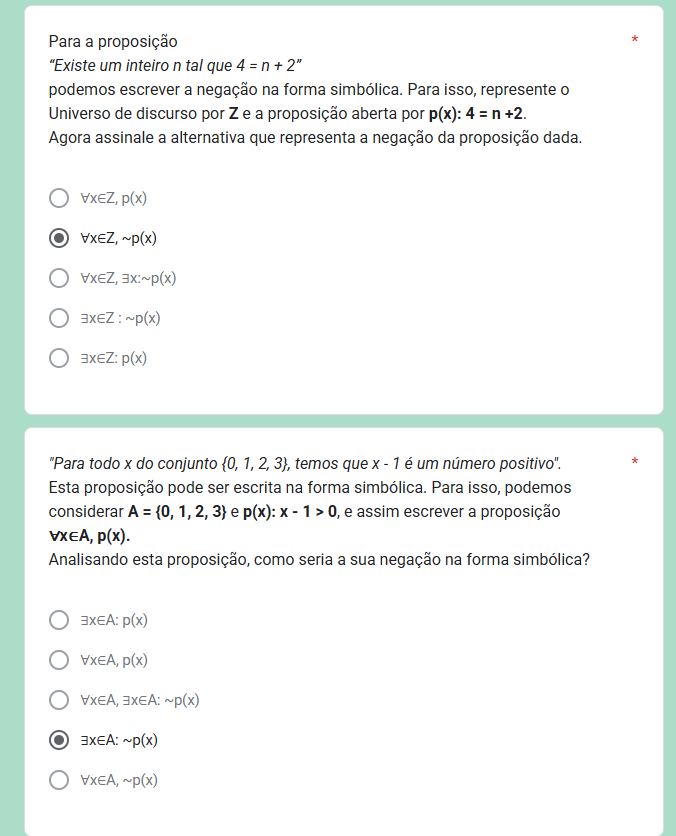 Para a proposição *
“Existe um inteiro n tal que 4 = n + 2”
podemos escrever a negação na forma simbólica. Para isso, represente o
Universo de discurso por Z e a proposição aberta por p(x): 4 = n +2.
Agora assinale a alternativa que representa a negação da proposição dada.
∀x∈Z, p(x)
∀x∈Z, ~p(x)
∀x∈Z, ∃x:~p(x)
∃x∈Z : ~p(x)
∃x∈Z: p(x)
"Para todo x do conjunto {0, 1, 2, 3}, temos que x - 1 é um número positivo". *
Esta proposição pode ser escrita na forma simbólica. Para isso, podemos
considerar A = {0, 1, 2, 3} e p(x): x - 1 > 0, e assim escrever a proposição
∀x∈A, p(x).
Analisando esta proposição, como seria a sua negação na forma simbólica?
∃x∈A: p(x)
∀x∈A, p(x)
∀x∈A, ∃x∈A: ~p(x)
∃x∈A: ~p(x)
∀x∈A, ~p(x)